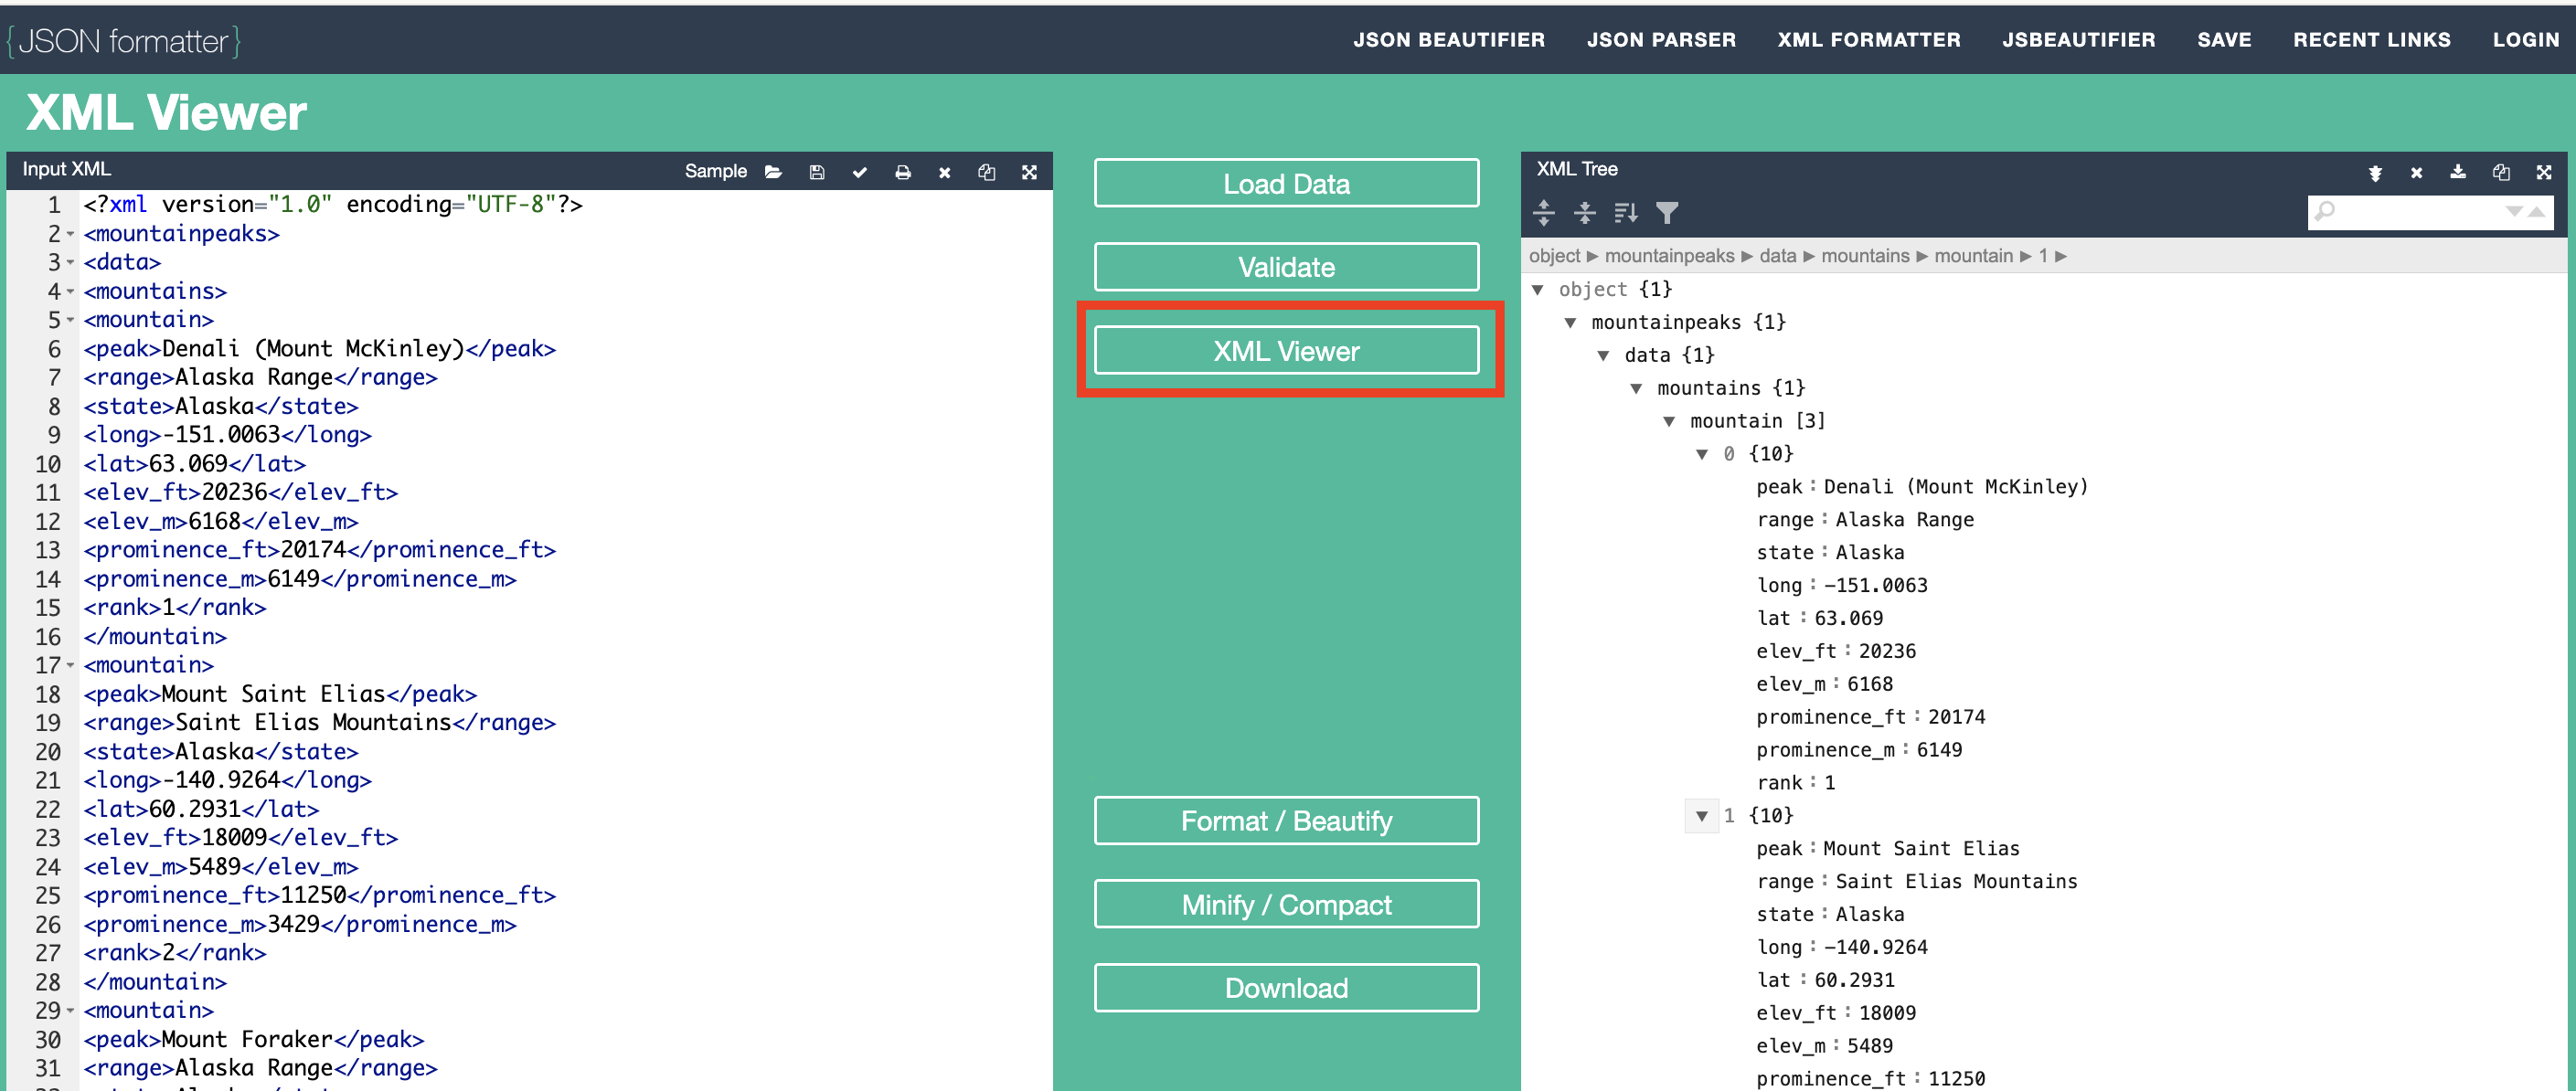 {JSON formatter}
JSON BEAUTIFIER JSON PARSER XML FORMATTER JSBEAUTIFIER SAVE RECENT LINKS LOGIN
XML Viewer
Input XML Sample
1 <?xml version="1.0" encoding="UTF-8"?>
2 <mountainpeaks>
3 <data>
4 <mountains>
5 <mountain>
6 <peak>Denali (Mount McKinley)</peak>
7 <range>Alaska Range</range>
8 <state>Alaska</state>
9 <long>-151.0063</long>
10 <lat>63.069</lat>
11 <elev_ft>20236</elev_ft>
12 <elev_m>6168</elev_m>
13 <prominence_ft>20174</prominence_ft>
14 <prominence_m>6149</prominence_m>
15 <rank>1</rank>
16 </mountain>
17 <mountain>
18 <peak>Mount Saint Elias</peak>
19 <range>Saint Elias Mountains</range>
20 <state>Alaska</state>
21 <long>-140.9264</long>
22 <lat>60.2931</lat>
23 <elev_ft>18009</elev_ft>
24 <elev_m>5489</elev_m>
25 <prominence_ft>11250</prominence_ft>
26 <prominence_m>3429</prominence_m>
27 <rank>2</rank>
28 </mountain>
29 <mountain>
30 <peak>Mount Foraker</peak>
31 <range>Alaska Range</range>
Load Data
Validate
XML Viewer
Format / Beautify
Minify / Compact
Download
XML Tree
object ▶ mountainpeaks ▶ data ▶ mountains ▶ mountain ▶ 1 ▶
object {1}
mountainpeaks {1}
data {1}
mountains {1}
mountain [3]
0 {10}
peak : Denali (Mount McKinley)
range : Alaska Range
state : Alaska
long : -151.0063
lat : 63.069
elev_ft : 20236
elev_m : 6168
prominence_ft : 20174
prominence_m : 6149
rank : 1
1 {10}
peak : Mount Saint Elias
range : Saint Elias Mountains
state : Alaska
long : -140.9264
lat : 60.2931
elev_ft : 18009
elev_m : 5489
prominence_ft : 11250